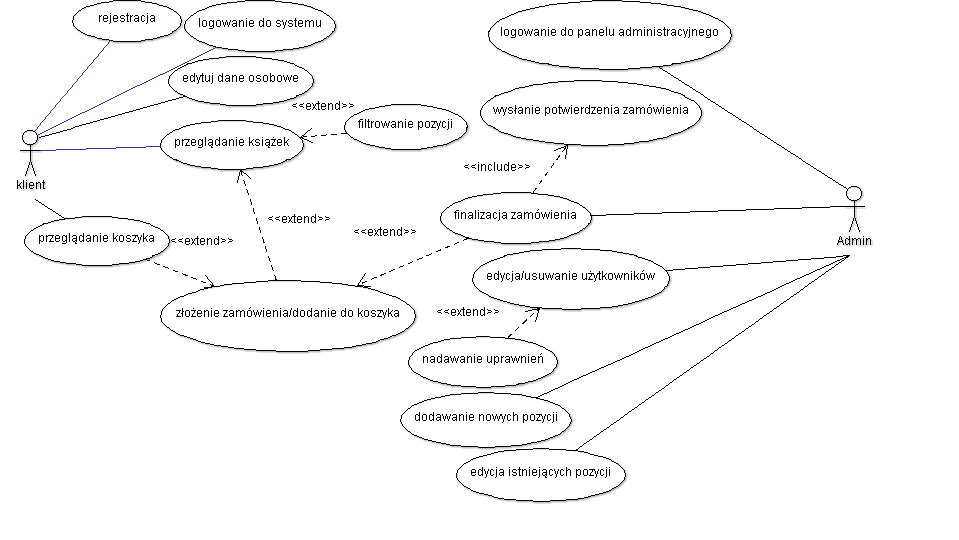 rejestracja
logowanie do systemu
logowanie do panelu administracyjnego
edytuj dane osobowe
<<extend>>
wysłanie potwierdzenia zamówienia
filtrowanie pozycji
przeglądanie książek
<<include>>
klient
<<extend>>
finalizacja zamówienia
<<extend>>
Admin
przeglądanie koszyka
<<extend>>
edycja/usuwanie użytkowników
złożenie zamówienia/dodanie do koszyka
<<extend>>
nadawanie uprawnień
dodawanie nowych pozycji
edycja istniejących pozycji